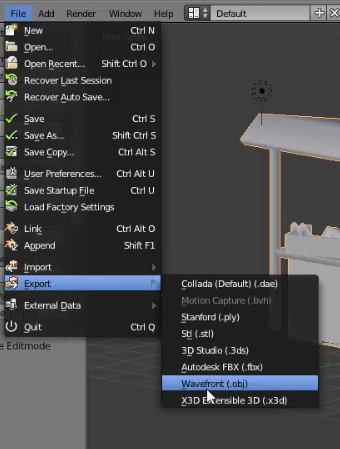 File Add Render Window Help Default
New Ctrl N
Open... Ctrl O
Open Recent... Shift Ctrl O
Recover Last Session
Recover Auto Save...
Save Ctrl S
Save As... Shift Ctrl S
Save Copy... Ctrl Alt S
User Preferences... Ctrl Alt U
Save Startup File Ctrl U
Load Factory Settings
Link Ctrl Alt O
Append Shift F1
Import
Export
Collada (Default) (.dae)
Motion Capture (.bvh)
Stanford (.ply)
Stl (.stl)
3D Studio (.3ds)
Autodesk FBX (.fbx)
Wavefront (.obj)
X3D Extensible 3D (.x3d)
External Data
Quit Ctrl Q
e Editmode